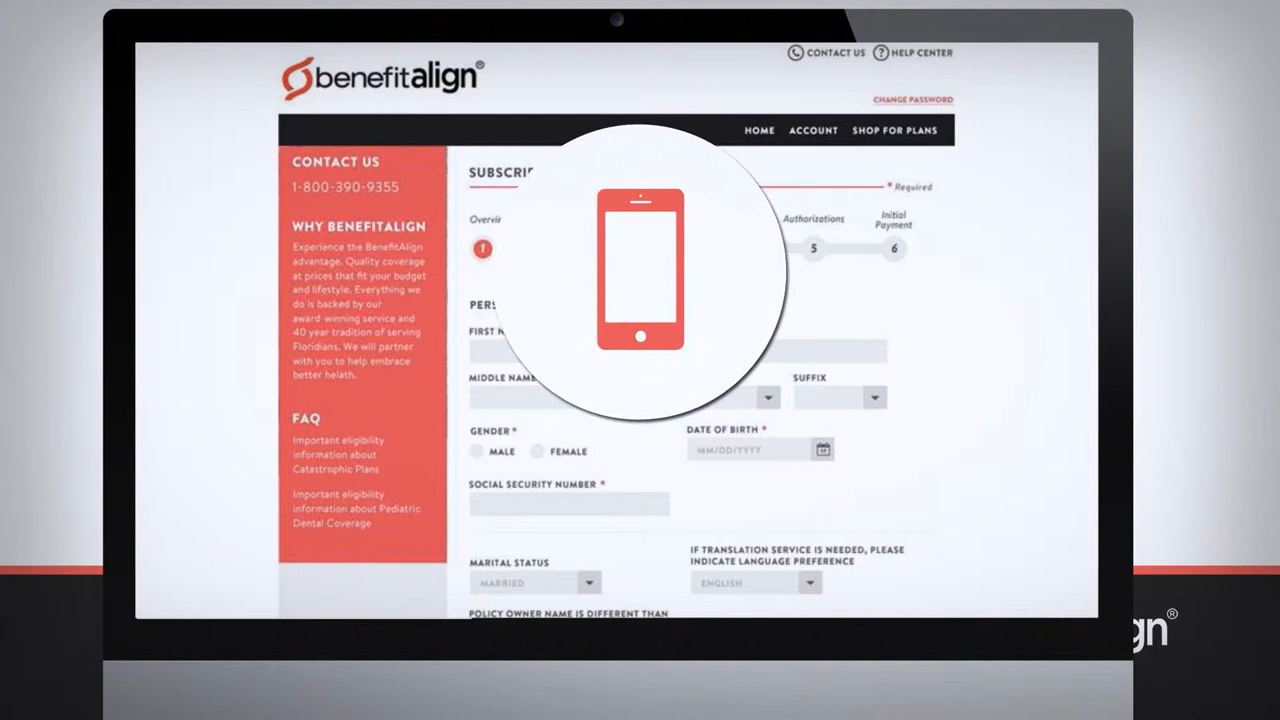 benefitalign®
CONTACT US
HELP CENTER
CHANGE PASSWORD
HOME
ACCOUNT
SHOP FOR PLANS
CONTACT US
1-800-390-9355
WHY BENEFITALIGN
Experience the BenefitAlign
advantage. Quality coverage
at prices that fit your budget
and lifestyle. Everything we
do is backed by our
award-winning service and
40 year tradition of serving
Floridians. We will partner
with you to help embrace
better helath.
FAQ
Important eligibility
information about
Catastrophic Plans
Important eligibility
information about Pediatric
Dental Coverage
SUBSCRI
* Required
Overvi
Authorizations
Initial
Payment
1
5
6
PERS
FIRST N
MIDDLE NAME
SUFFIX
GENDER *
MALE
FEMALE
DATE OF BIRTH *
MM/DD/YYYY
SOCIAL SECURITY NUMBER *
MARITAL STATUS
MARRIED
IF TRANSLATION SERVICE IS NEEDED, PLEASE
INDICATE LANGUAGE PREFERENCE
ENGLISH
POLICY OWNER NAME IS DIFFERENT THAN
gn®